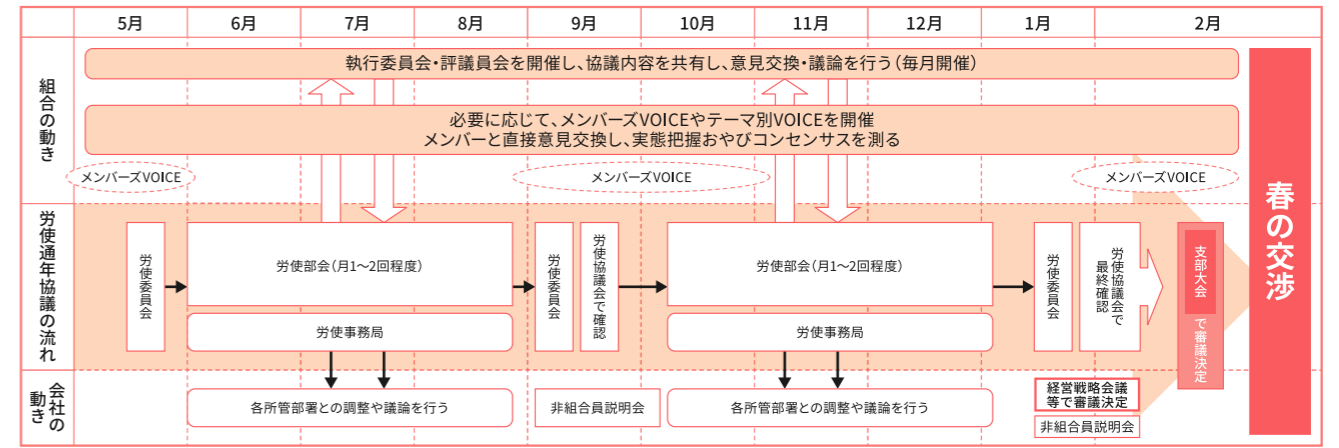 5月
6月
7月
8月
9月
10月
11月
12月
1月
2月
組合の動き
執行委員会・評議員会を開催し、協議内容を共有し、意見交換・議論を行う（毎月開催）
必要に応じて、メンバーズVOICEやテーマ別VOICEを開催
メンバーと直接意見交換し、実態把握おやびコンセンサスを測る
メンバーズVOICE
メンバーズVOICE
メンバーズVOICE
労使通年協議の流れ
労使委員会
労使部会（月1〜2回程度）
労使事務局
労使委員会
労使協議会で確認
労使部会（月1〜2回程度）
労使事務局
労使委員会
労使協議会で
最終確認
支部大会
で審議決定
春の交渉
会社の
動き
各所管部署との調整や議論を行う
非組合員説明会
各所管部署との調整や議論を行う
経営戦略会議
等で審議決定
非組合員説明会